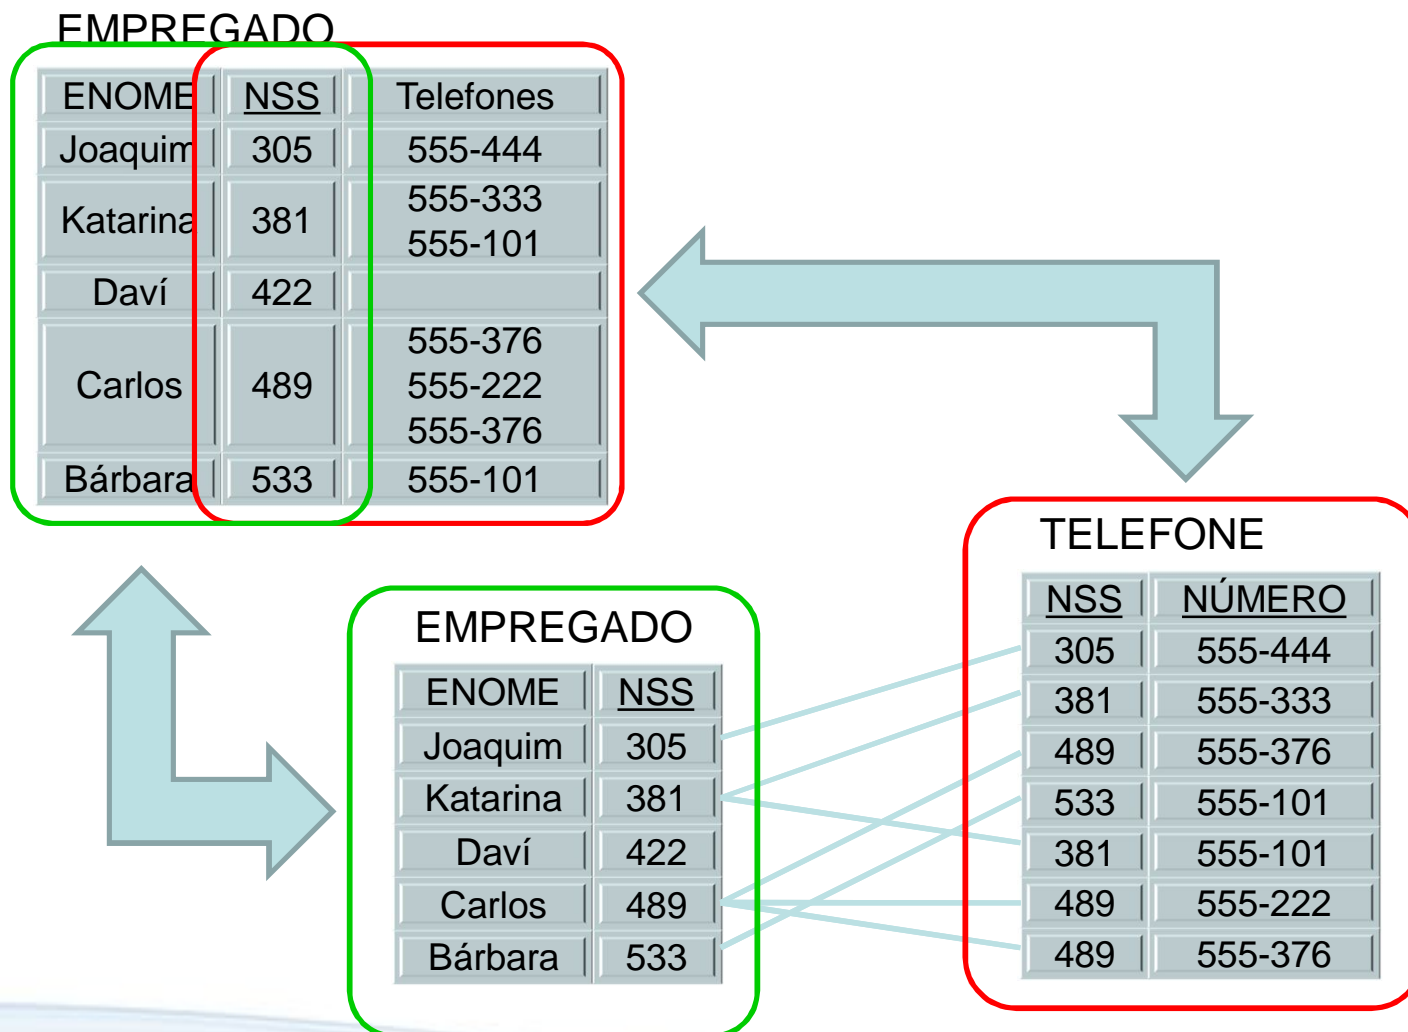 EMPREGADO
ENOME NSS Telefones
Joaquim 305 555-444
Katarina 381 555-333
555-101
Daví 422
Carlos 489 555-376
555-222
555-376
Bárbara 533 555-101
EMPREGADO
ENOME NSS
Joaquim 305
Katarina 381
Daví 422
Carlos 489
Bárbara 533
TELEFONE
NSS NÚMERO
305 555-444
381 555-333
489 555-376
533 555-101
381 555-101
489 555-222
489 555-376